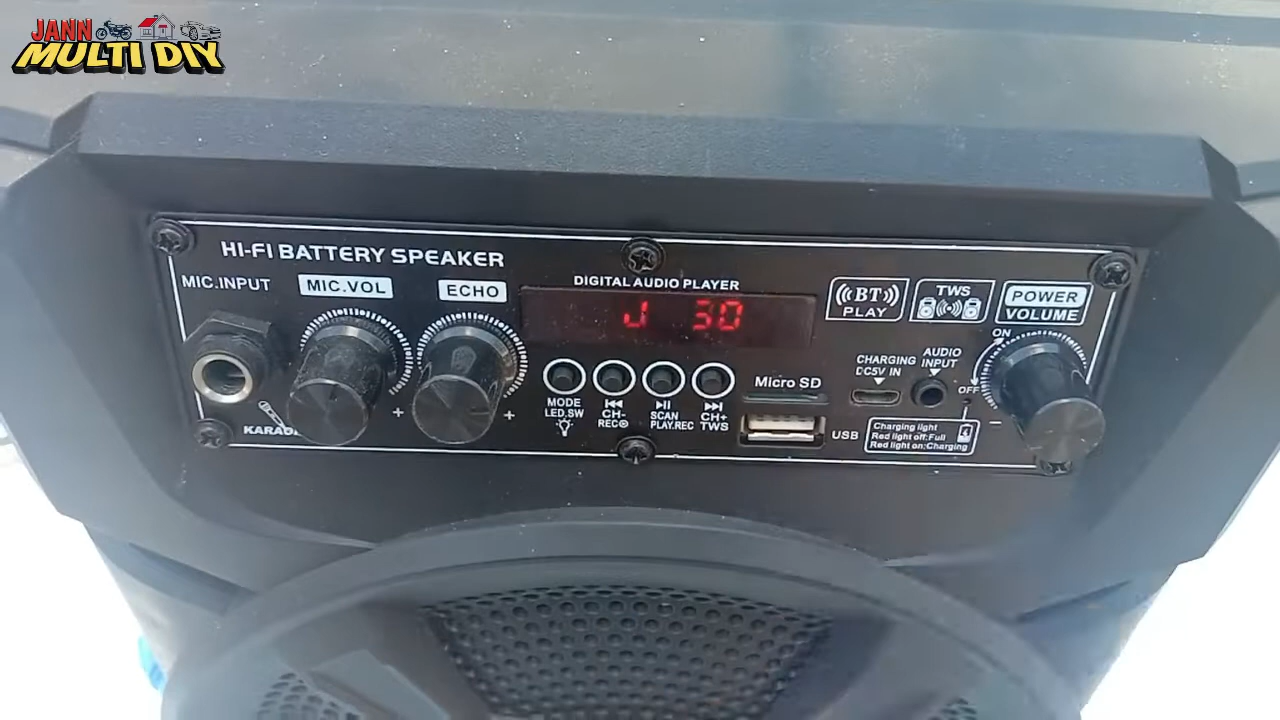 JANN
MULTI DIY
HI-FI BATTERY SPEAKER
MIC.INPUT
MIC.VOL
ECHO
DIGITAL AUDIO PLAYER
J 30
((BT))
PLAY
TWS
POWER
VOLUME
ON
OFF
CHARGING
DC5V IN
AUDIO
INPUT
Micro SD
MODE
LED.SW
CH-
REC
SCAN
PLAY.REC
CH+
TWS
USB
Charging light
Red light off:Full
Red light on:Charging
+
+
−